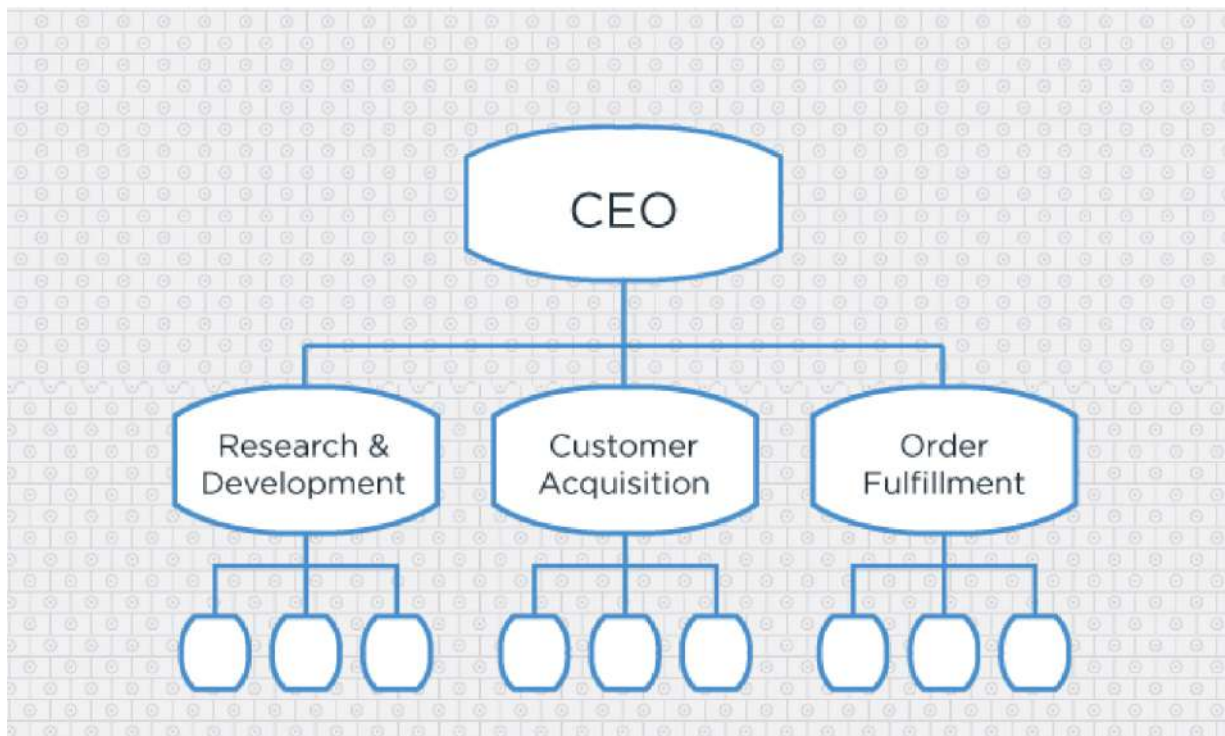 CEO
Research &
Development
Customer
Acquisition
Order
Fulfillment